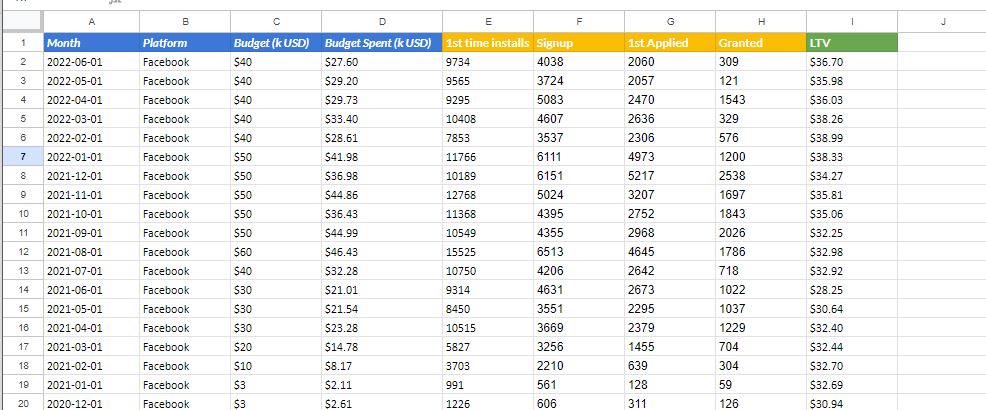 A B C D E F G H I J
1 Month Platform Budget (k USD) Budget Spent (k USD) 1st time installs Signup 1st Applied Granted LTV
2 2022-06-01 Facebook $40 $27.60 9734 4038 2060 309 $36.70
3 2022-05-01 Facebook $40 $29.20 9565 3724 2057 121 $35.98
4 2022-04-01 Facebook $40 $29.73 9295 5083 2470 1543 $36.03
5 2022-03-01 Facebook $40 $33.40 10408 4607 2636 329 $38.26
6 2022-02-01 Facebook $40 $28.61 7853 3537 2306 576 $38.99
7 2022-01-01 Facebook $50 $41.98 11766 6111 4973 1200 $38.33
8 2021-12-01 Facebook $50 $36.98 10189 6151 5217 2538 $34.27
9 2021-11-01 Facebook $50 $44.86 12768 5024 3207 1697 $35.81
10 2021-10-01 Facebook $50 $36.43 11368 4395 2752 1843 $35.06
11 2021-09-01 Facebook $50 $44.99 10549 4355 2968 2026 $32.25
12 2021-08-01 Facebook $60 $46.43 15525 6513 4645 1786 $32.98
13 2021-07-01 Facebook $40 $32.28 10750 4206 2642 718 $32.92
14 2021-06-01 Facebook $30 $21.01 9314 4631 2673 1022 $28.25
15 2021-05-01 Facebook $30 $21.54 8450 3551 2295 1037 $30.64
16 2021-04-01 Facebook $30 $23.28 10515 3669 2379 1229 $32.40
17 2021-03-01 Facebook $20 $14.78 5827 3256 1455 704 $32.44
18 2021-02-01 Facebook $10 $8.17 3703 2210 639 304 $32.70
19 2021-01-01 Facebook $3 $2.11 991 561 128 59 $32.69
20 2020-12-01 Facebook $3 $2.61 1226 606 311 126 $30.94